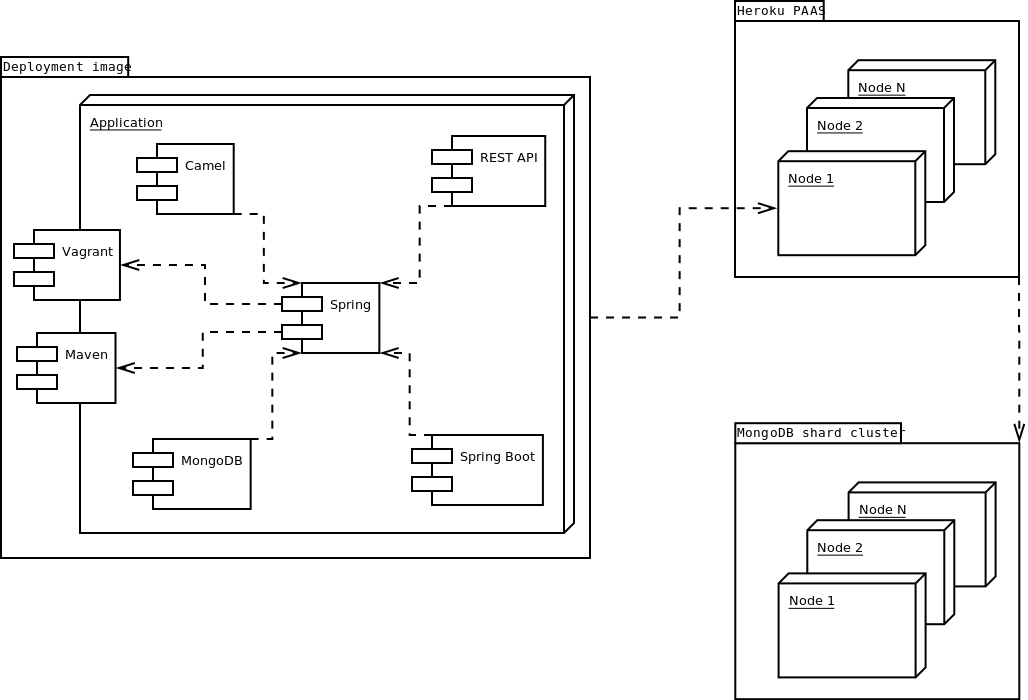 Heroku PAAS
Node N
Node 2
Node 1
Deployment image
Application
Camel
REST API
Vagrant
Spring
Maven
MongoDB
Spring Boot
MongoDB shard cluster
Node N
Node 2
Node 1